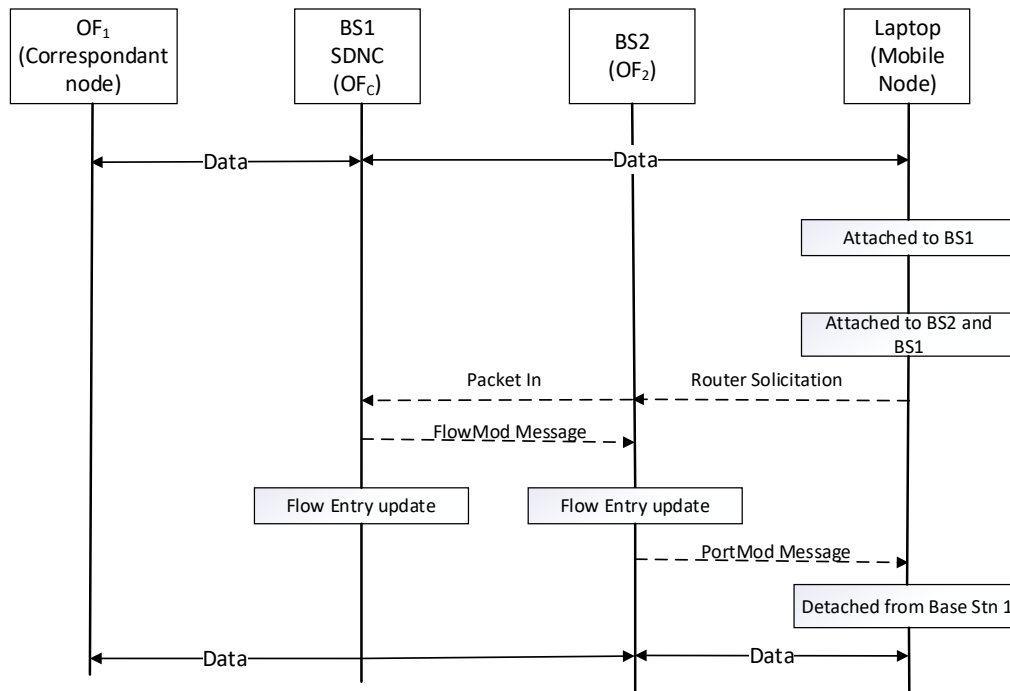 OF₁
(Correspondant
node)
BS1
SDNC
(OF_C)
BS2
(OF₂)
Laptop
(Mobile
Node)
Data
Data
Attached to BS1
Attached to BS2 and
BS1
Packet In
Router Solicitation
FlowMod Message
Flow Entry update
Flow Entry update
PortMod Message
Detached from Base Stn 1
Data
Data